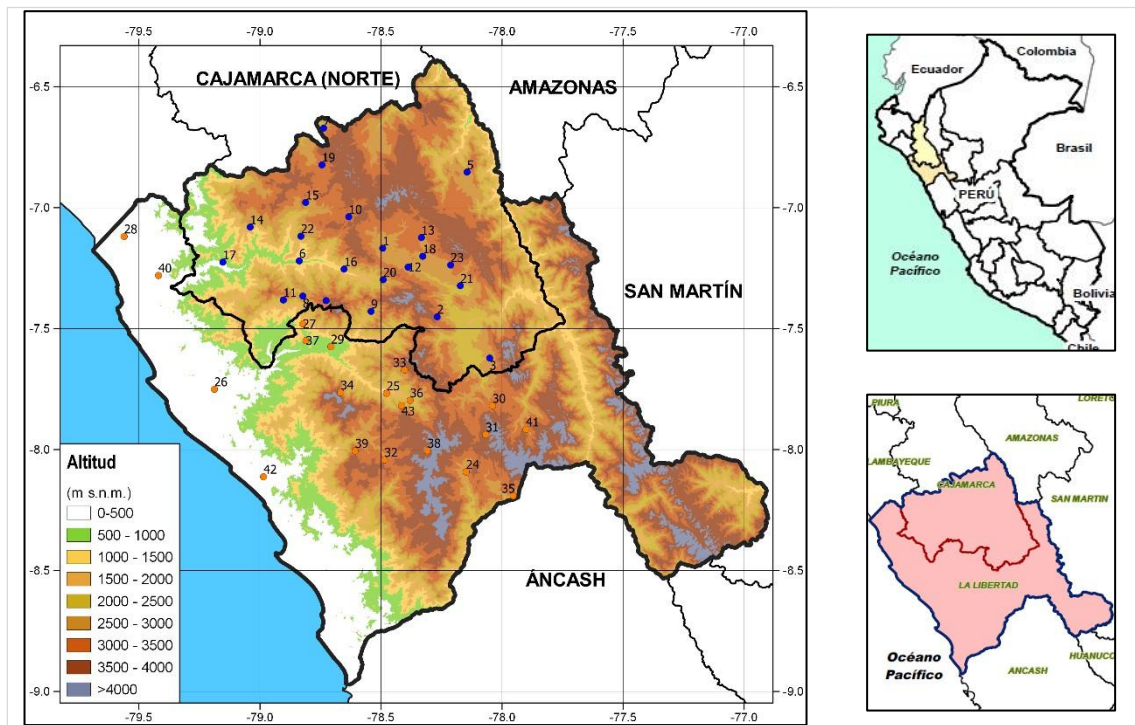 -79.5 -79.0 -78.5 -78.0 -77.5 -77.0
CAJAMARCA (NORTE)
AMAZONAS
-6.5 -6.5
19
5
15
10
-7.0 -7.0
14
28
22
13
1
18
17
6
40
16
12
23
20
21
SAN MARTÍN
11
8
9
2
27
-7.5 -7.5
37
29
3
33
26
34
25
36
30
43
41
31
39
32
38
-8.0 -8.0
42
24
35
-8.5 -8.5
ÁNCASH
-9.0 -9.0
-79.5 -79.0 -78.5 -78.0 -77.5 -77.0
Altitud
(m s.n.m.)
0-500
500 - 1000
1000 - 1500
1500 - 2000
2000 - 2500
2500 - 3000
3000 - 3500
3500 - 4000
>4000
Colombia
Ecuador
Brasil
PERÚ
Océano
Pacífico
Bolivia
Chile
PIURA
LORETO
AMAZONAS
LAMBAYEQUE
CAJAMARCA
SAN MARTIN
LA LIBERTAD
Océano
Pacífico
HUANUCO
ANCASH